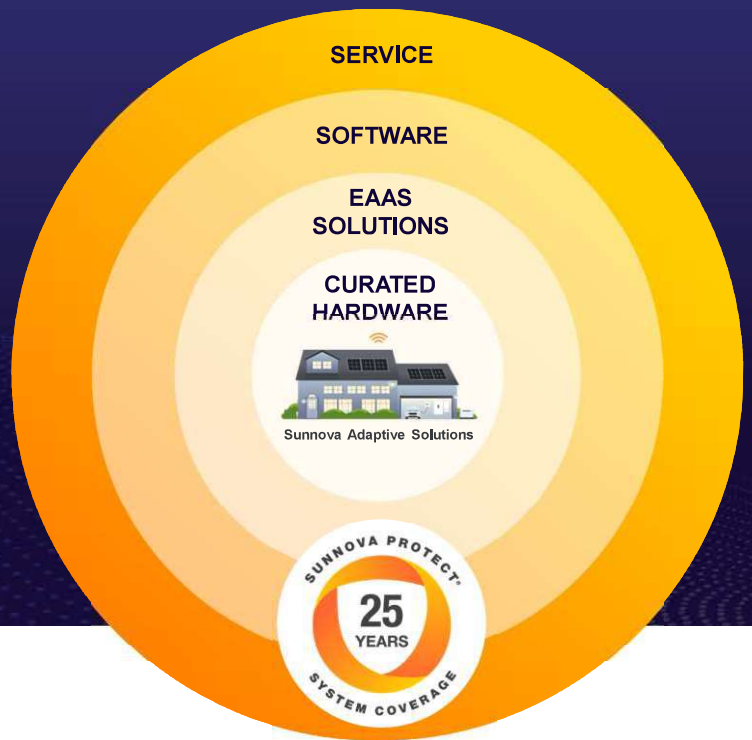 SERVICE
SOFTWARE
EAAS
SOLUTIONS
CURATED
HARDWARE
Sunnova Adaptive Solutions
SUNNOVA PROTECT®
25
YEARS
SYSTEM COVERAGE